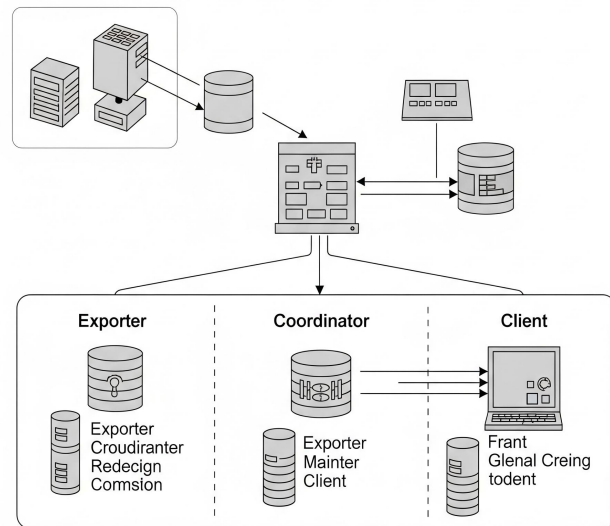 Exporter
Coordinator
Client
Exporter
Croudiranter
Redecign
Comsion
Exporter
Mainter
Client
Frant
Glenal Creing
todent